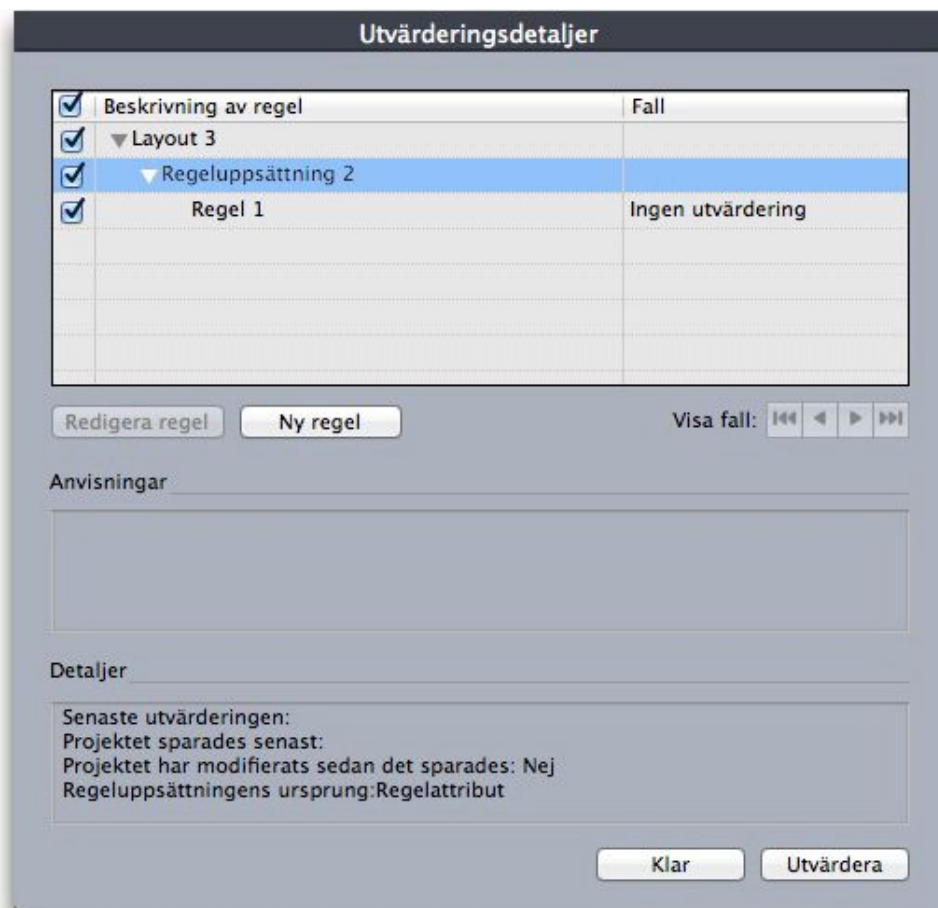 Utvärderingsdetaljer
Beskrivning av regel Fall
Layout 3
Regeluppsättning 2
Regel 1 Ingen utvärdering
Redigera regel Ny regel Visa fall:
Anvisningar
Detaljer
Senaste utvärderingen:
Projektet sparades senast:
Projektet har modifierats sedan det sparades: Nej
Regeluppsättningens ursprung:Regelattribut
Klar Utvärdera